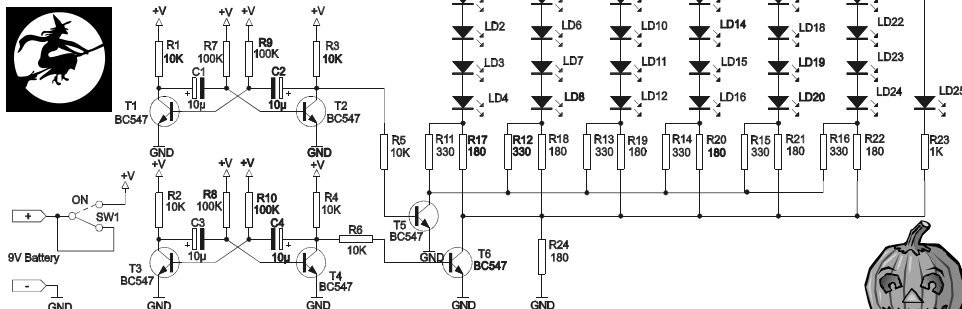 +V +V +V +V
R1 10K R7 100K R9 100K R3 10K
C1 10µ C2 10µ
+ +
T1 BC547 T2 BC547
GND GND
+V +V +V +V
R2 10K R8 100K R10 100K R4 10K
C3 10µ C4 10µ
+ +
T3 BC547 T4 BC547
GND GND
+V
ON
SW1
+
9V Battery
-
GND
R5 10K
R6 10K
T5 BC547
GND
T6 BC547
GND
R24 180
GND
LD2 LD6 LD10 LD14 LD18 LD22
LD3 LD7 LD11 LD15 LD19 LD23
LD4 LD8 LD12 LD16 LD20 LD24 LD25
R11 330 R17 180 R12 330 R18 180 R13 330 R19 180 R14 330 R20 180 R15 330 R21 180 R16 330 R22 180 R23 1K